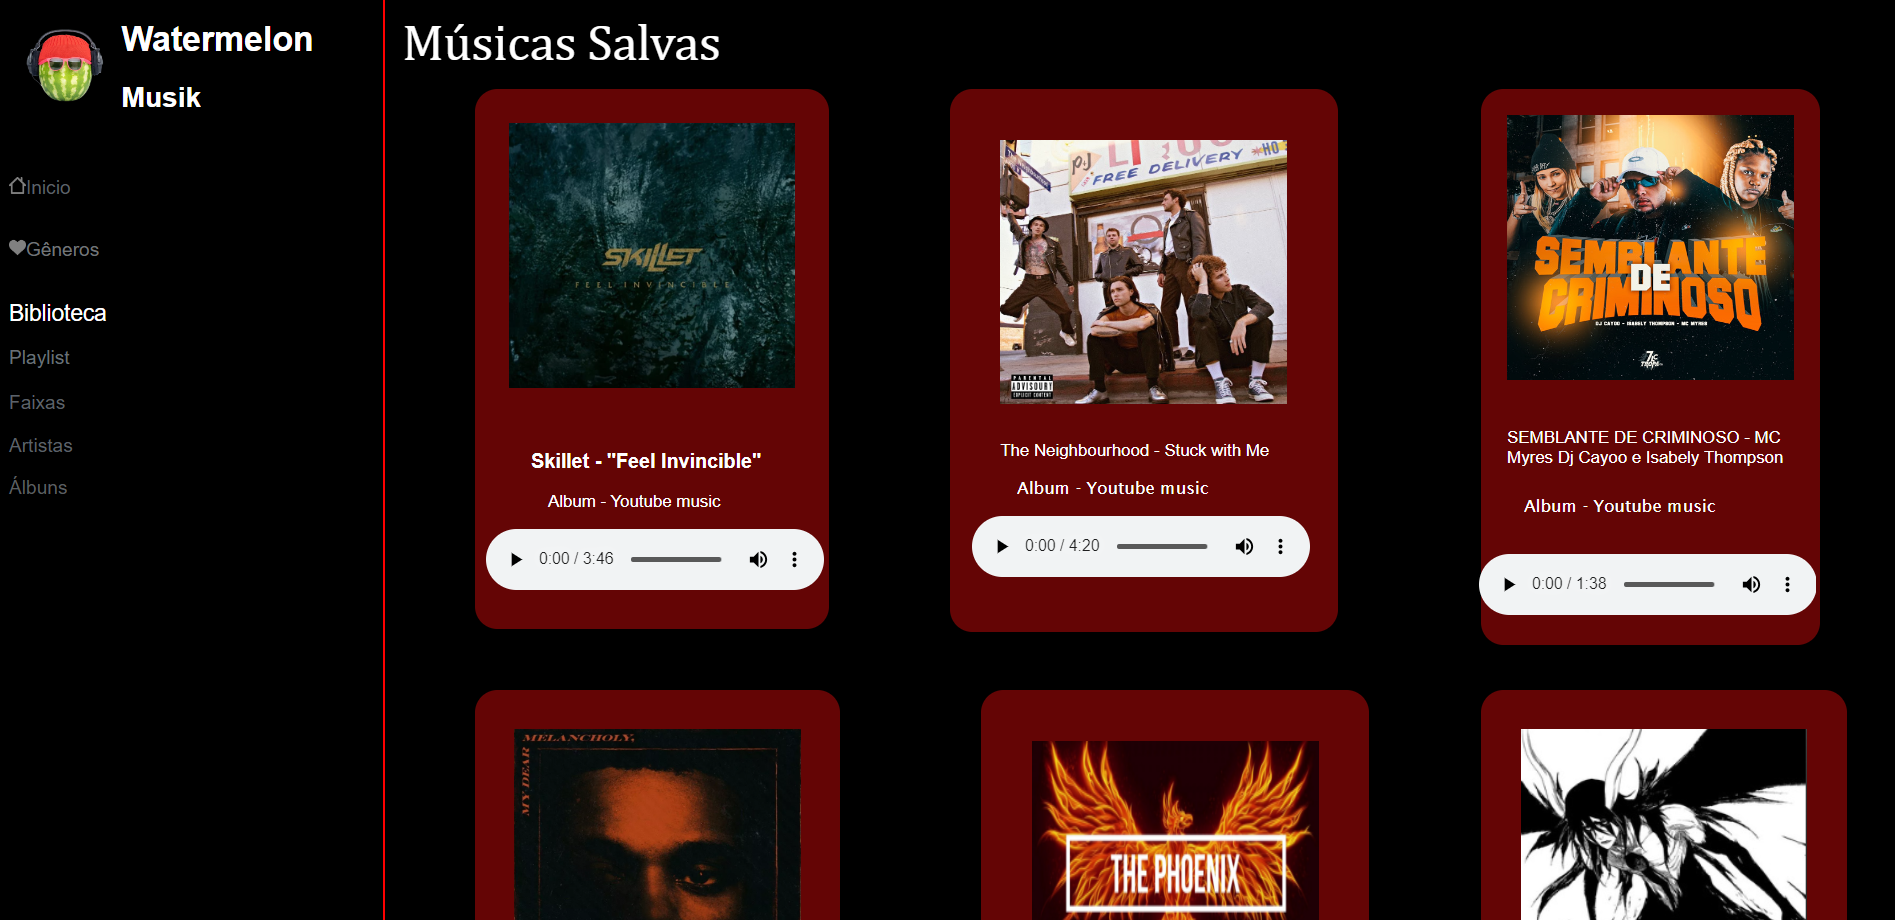 Watermelon
Musik
Inicio
Gêneros
Biblioteca
Playlist
Faixas
Artistas
Álbuns
Músicas Salvas
SKILLET
FEEL INVINCIBLE
Skillet - "Feel Invincible"
Album - Youtube music
0:00 / 3:46
P.J.
FREE DELIVERY
HO
PARENTAL
ADVISORY
EXPLICIT CONTENT
The Neighbourhood - Stuck with Me
Album - Youtube music
0:00 / 4:20
SEMBLANTE
DE
CRIMINOSO
DJ CAYOO - ISABELY THOMPSON - MC MYRES
SEMBLANTE DE CRIMINOSO - MC
Myres Dj Cayoo e Isabely Thompson
Album - Youtube music
0:00 / 1:38
MY DEAR
MELANCHOLY,
THE PHOENIX